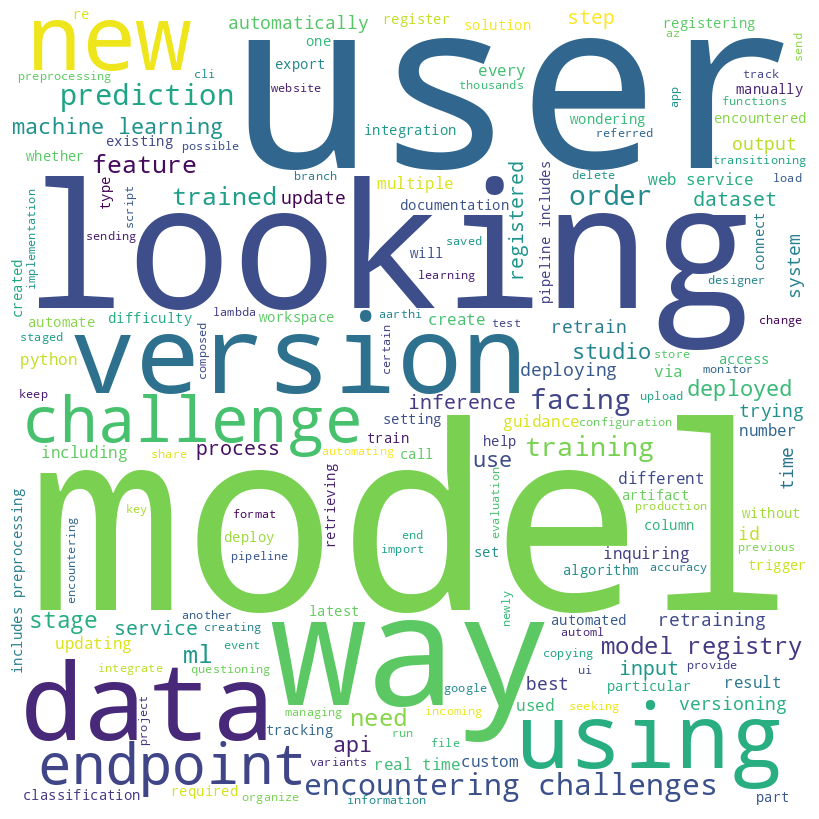 re
automatically
register
solution
step
new
user
registering
az
send
one
cli
export
every
preprocessing
website
thousands
track
manually
app
prediction
wondering
functions
encountered
machine learning
integration
referred
existing
possible
output
whether
feature
branch
transitioning
type
script
trained
update
multiple
delete
order
web service
load
documentation
dataset
looking
registered
pipeline includes
sending
saved
will
learning
connect
system
implementation
created
designer
automate
difficulty
lambda
workspace
aarthi
create
test
change
staged
composed
certain
version
retrain
store
access
python
studio
via
monitor
deploying
keep
inference
facing
upload
deployed
challenge
setting
guidance
configuration
trying
including
process
train
help
training
number
share
automating
call
use
time
retrieving
different
evaluation
model
artifact
production
key
format
column
without
id
deploy
end
set
inquiring
previous
encountering
pipeline
import
algorithm
accuracy
trigger
includes preprocessing
another
latest
newly
automated
retraining
stage
service
creating
way
automl
updating
event
model registry
ml
questioning
copying
ui
provide
data
integrate
google
best
input
result
particular
project
managing
incoming
used
seeking
versioning
need
tracking
api
run
file
using
endpoint
variants
real time
custom
encountering challenges
classification
required
organize
information
part